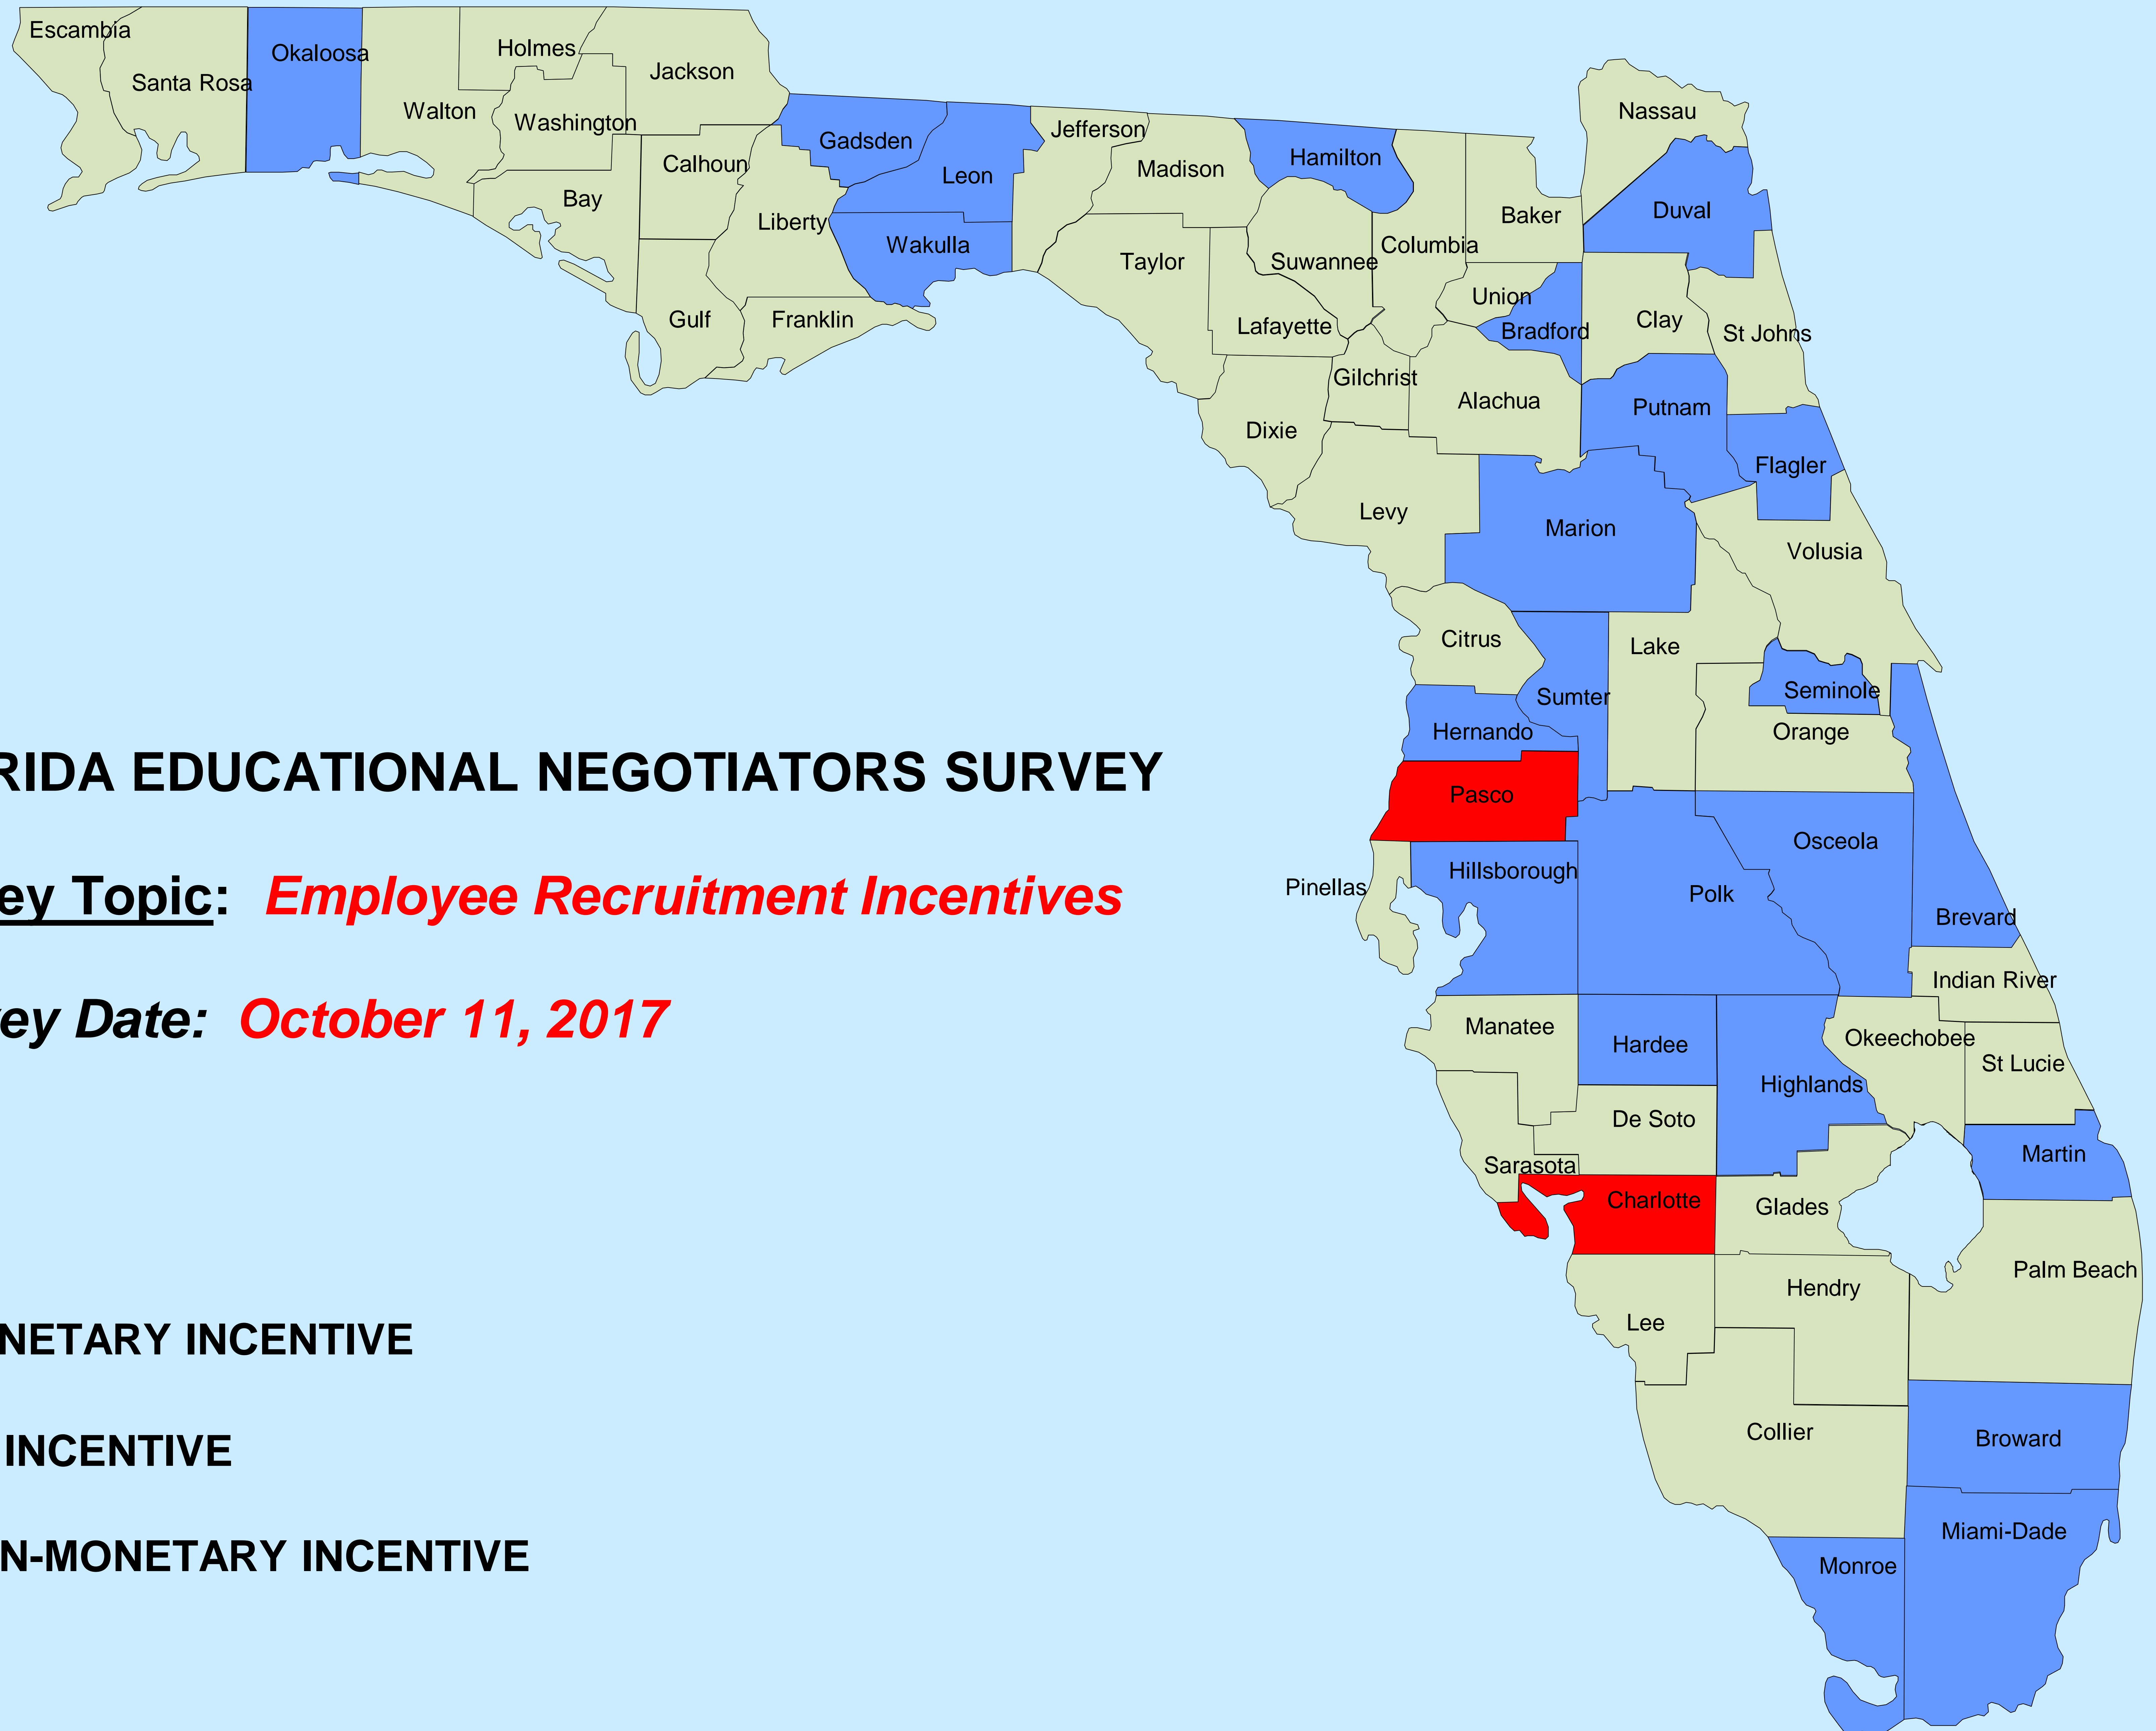 Escambia
Santa Rosa
Okaloosa
Walton
Holmes
Washington
Jackson
Bay
Calhoun
Gulf
Liberty
Franklin
Gadsden
Leon
Wakulla
Jefferson
Madison
Taylor
Hamilton
Suwannee
Lafayette
Columbia
Baker
Nassau
Duval
Union
Bradford
Clay
St Johns
Gilchrist
Alachua
Dixie
Putnam
Flagler
Levy
Marion
Volusia
Citrus
Lake
Sumter
Seminole
Hernando
Orange
RIDA EDUCATIONAL NEGOTIATORS SURVEY
Pasco
Osceola
ey Topic: Employee Recruitment Incentives
Pinellas
Hillsborough
Polk
Brevard
Indian River
vey Date: October 11, 2017
Manatee
Hardee
Okeechobee
St Lucie
Highlands
De Soto
Martin
Sarasota
Charlotte
Glades
Palm Beach
Hendry
Lee
NETARY INCENTIVE
Collier
Broward
INCENTIVE
Miami-Dade
Monroe
N-MONETARY INCENTIVE